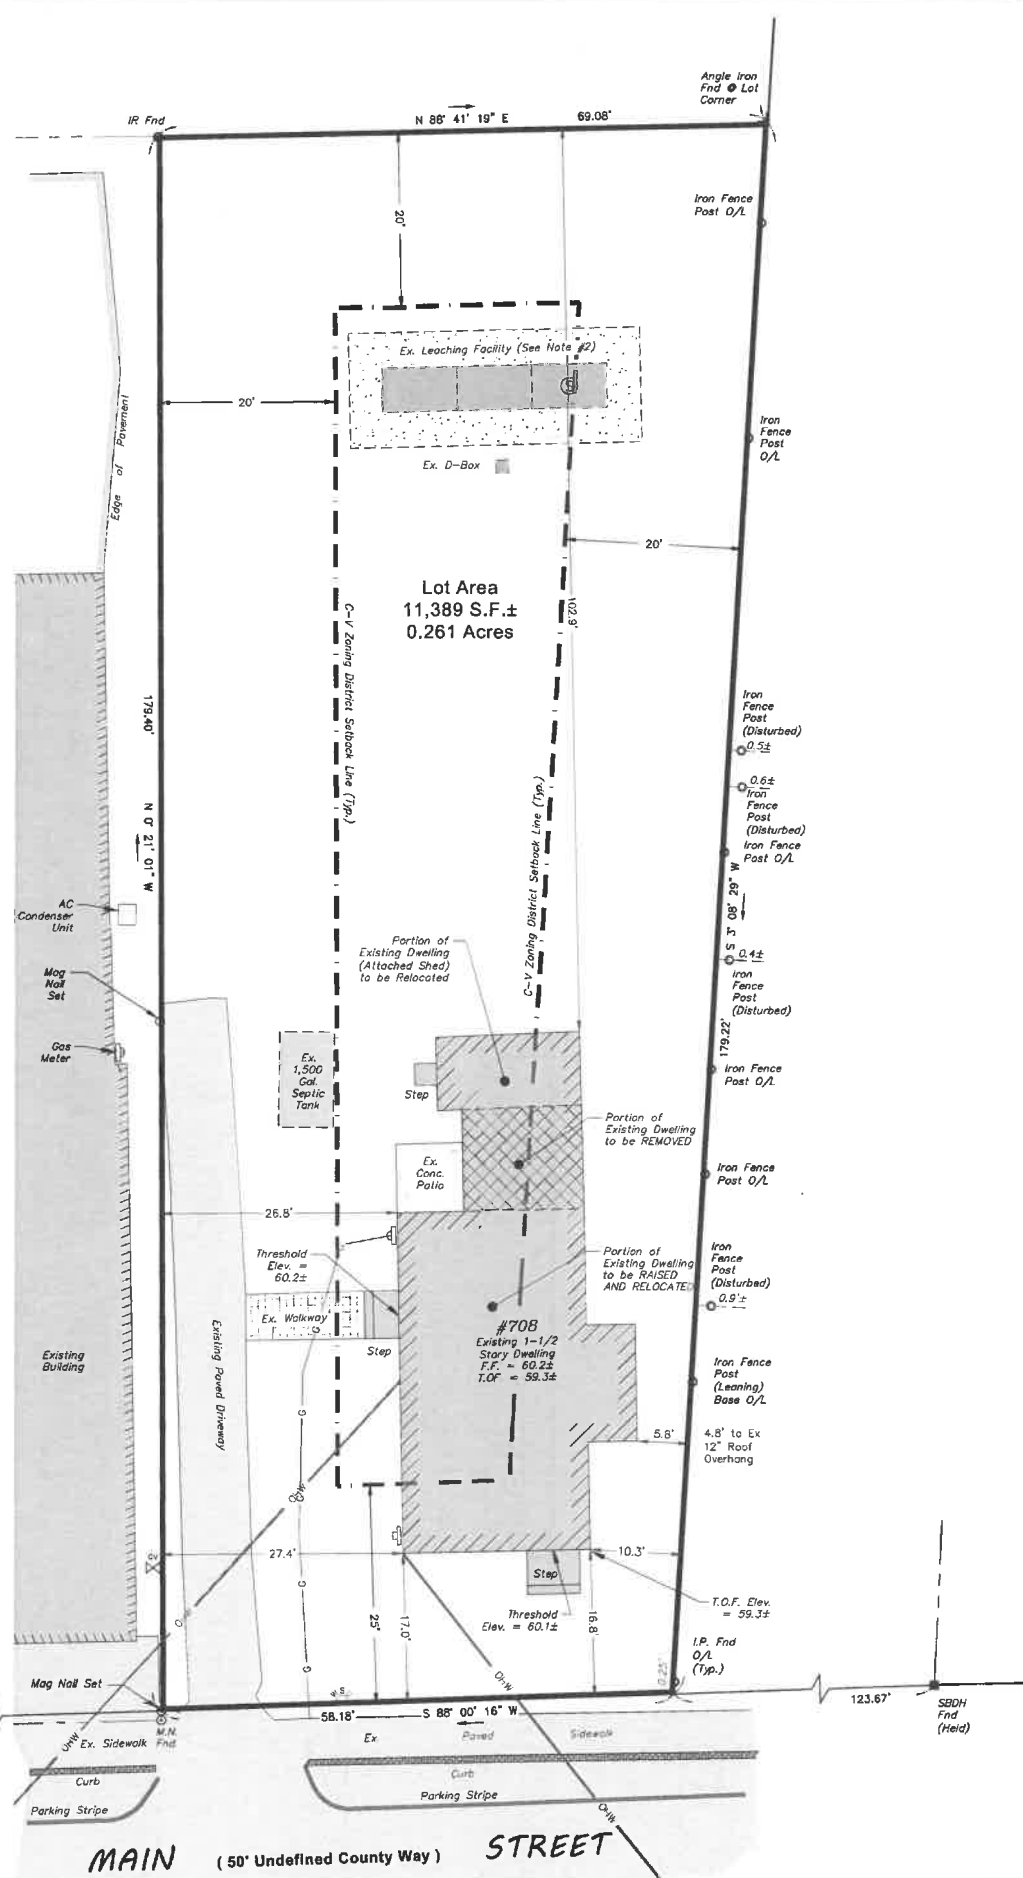 Angle Iron
Fnd @ Lot
Corner
IR Fnd
N 88° 41' 19" E
69.08'
Iron Fence
Post O/L
20'
Ex. Leaching Facility (See Note #2)
20'
Edge of Pavement
Iron
Fence
Post
O/L
Ex. D-Box
20'
Lot Area
11,389 S.F.±
0.261 Acres
102.9'
C-V Zoning District Setback Line (Typ.)
179.40'
N 0° 21' 01" W
Iron
Fence
Post
(Disturbed)
0.5±
0.6±
Iron
Fence
Post
(Disturbed)
Iron Fence
Post O/L
C-V Zoning District Setback Line (Typ.)
S 3° 08' 29" W
179.22'
AC
Condenser
Unit
Portion of
Existing Dwelling
(Attached Shed)
to be Relocated
0.4±
Iron
Fence
Post
(Disturbed)
Mag
Nail
Set
Gas
Meter
Ex.
1,500
Gal.
Septic
Tank
Step
Iron Fence
Post O/L
Portion of
Existing Dwelling
to be REMOVED
Ex.
Conc.
Patio
Iron Fence
Post O/L
26.8'
Threshold
Elev. =
60.2±
Portion of
Existing Dwelling
to be RAISED
AND RELOCATED
Iron
Fence
Post
(Disturbed)
0.9'±
Ex. Walkway
G
Step
#708
Existing 1-1/2
Story Dwelling
F.F. = 60.2±
T.OF = 59.3±
Existing
Building
Existing Paved Driveway
Iron Fence
Post
(Leaning)
Base O/L
G
5.8'
4.8' to Ex
12" Roof
Overhang
OHW
G
27.4'
10.3'
G
Step
25'
17.0'
Threshold
Elev. = 60.1±
16.8'
T.O.F. Elev.
= 59.3±
G
OHW
0.25'
I.P. Fnd
O/L
(Typ.)
Mag Nail Set
W.S.
58.18'
S 88° 00' 16" W
123.67'
SBDH
Fnd
(Held)
M.N.
Fnd
OHW
Ex. Sidewalk
Ex Paved Sidewalk
Curb
Curb
Parking Stripe
Parking Stripe
OHW
MAIN ( 50' Undefined County Way ) STREET